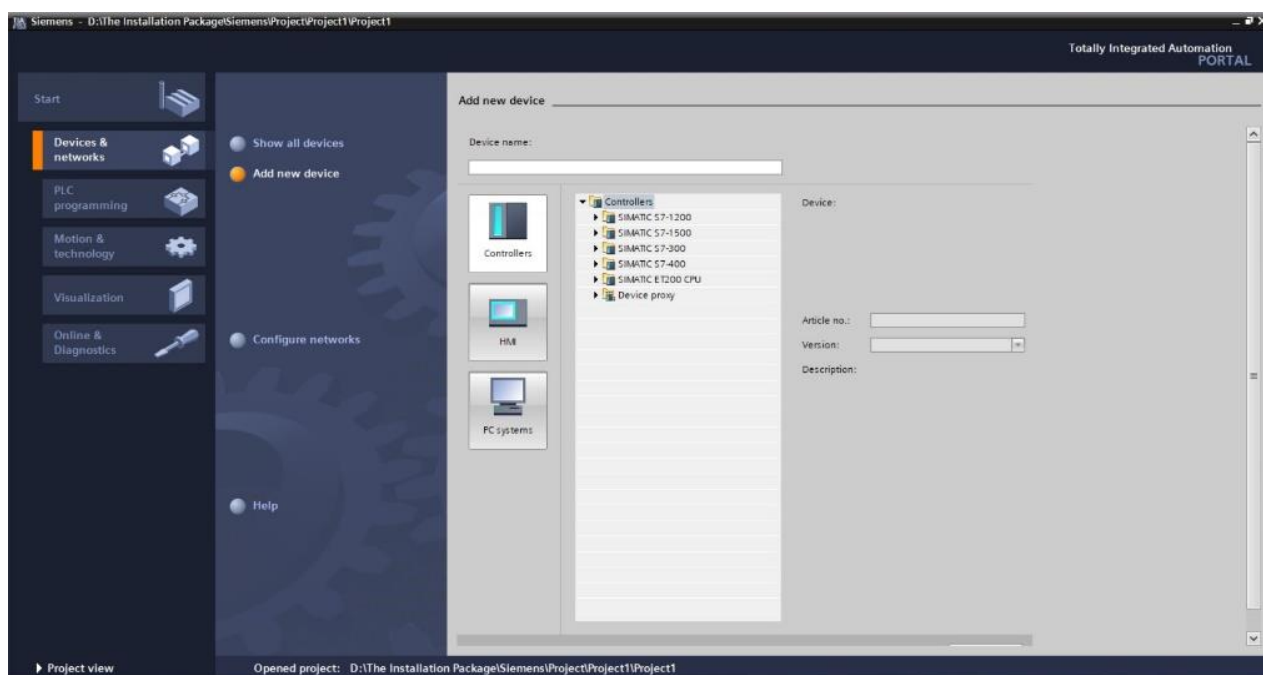 Siemens - D:\The Installation Package\Siemens\Project\Project1\Project1
Totally Integrated Automation
PORTAL
Start
Devices &
networks
PLC
programming
Motion &
technology
Visualization
Online &
Diagnostics
Show all devices
Add new device
Configure networks
Help
Add new device
Device name:
Controllers
HMI
PC systems
Controllers
SIMATIC S7-1200
SIMATIC S7-1500
SIMATIC S7-300
SIMATIC S7-400
SIMATIC ET200 CPU
Device proxy
Device:
Article no.:
Version:
Description:
Project view
Opened project: D:\The Installation Package\Siemens\Project\Project1\Project1